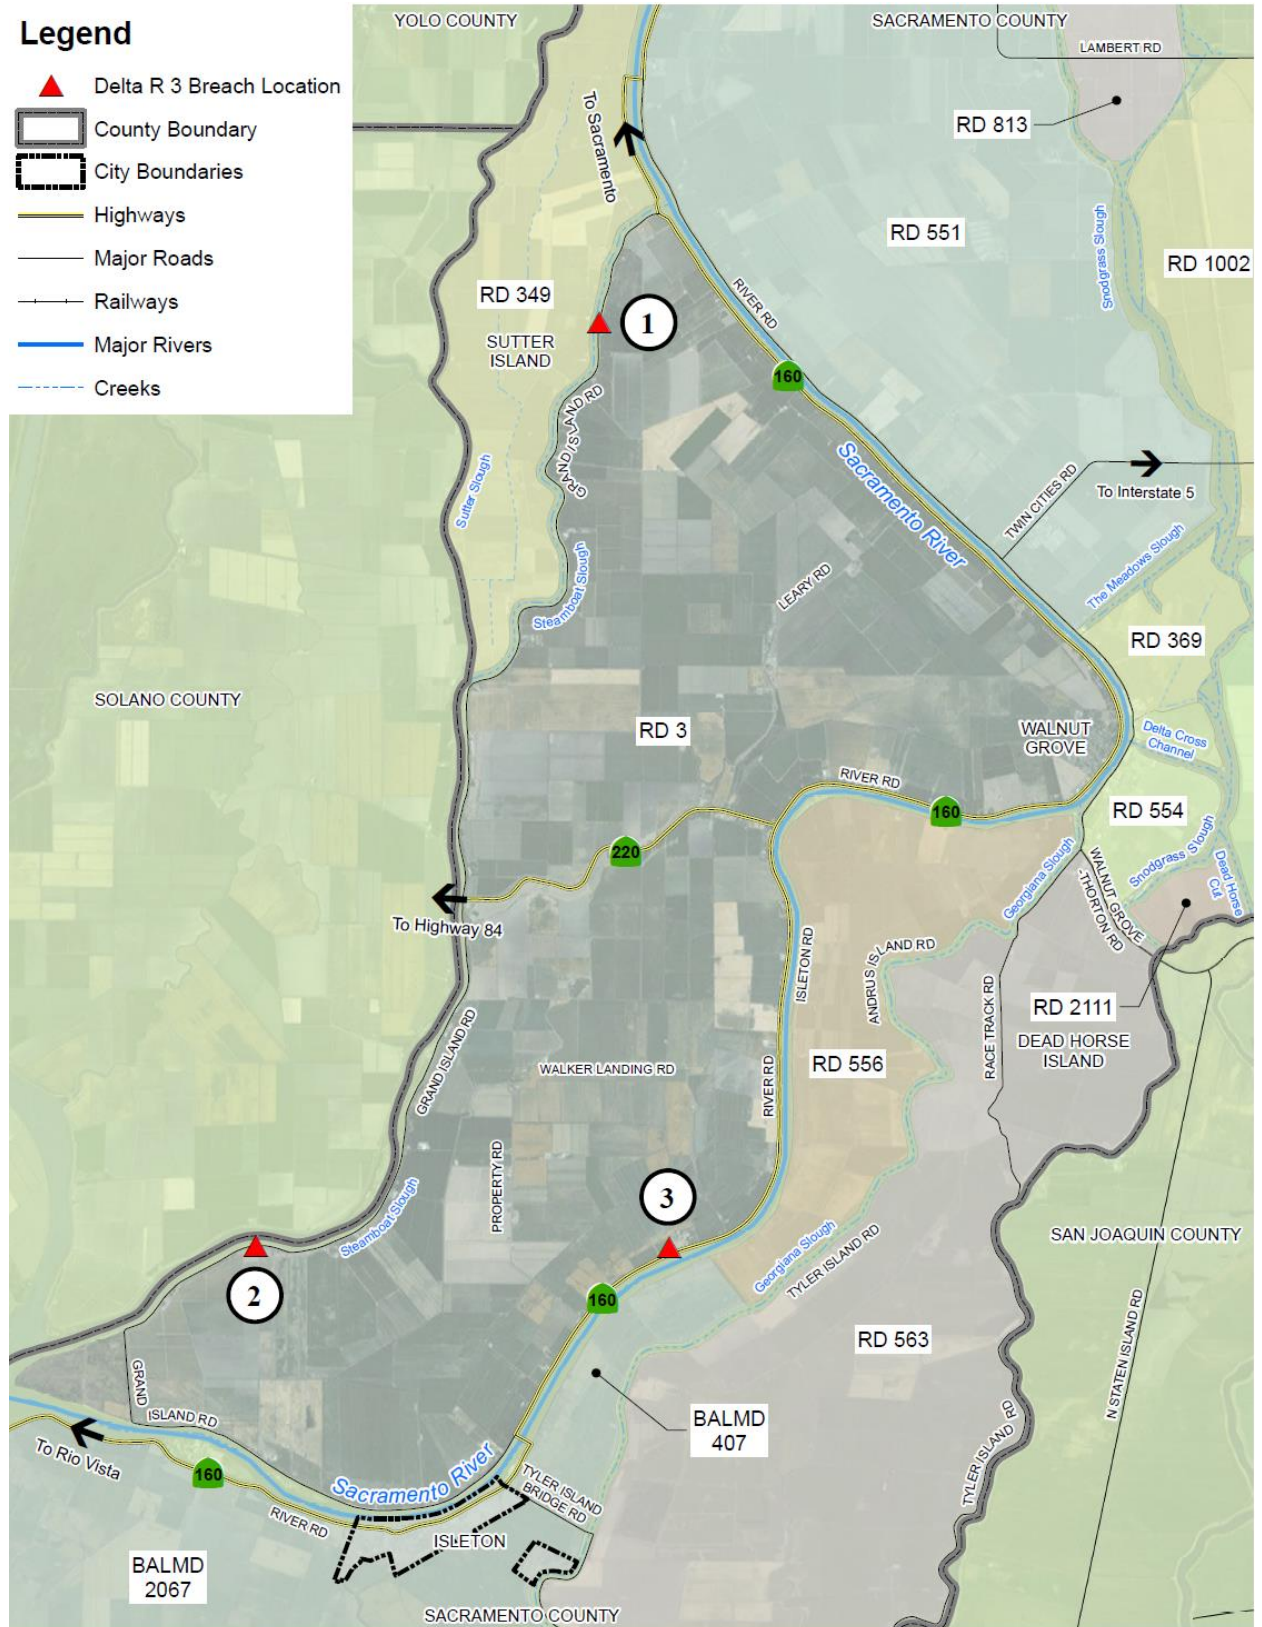 Legend
Delta R 3 Breach Location
County Boundary
City Boundaries
Highways
Major Roads
Railways
Major Rivers
Creeks
YOLO COUNTY
SACRAMENTO COUNTY
LAMBERT RD
To Sacramento
RD 813
Snodgrass Slough
RD 551
RD 1002
RD 349
RIVER RD
1
SUTTER
ISLAND
160
GRAND ISLAND RD
Sacramento River
Sutter Slough
TWIN CITIES RD
To Interstate 5
Steamboat Slough
LEARY RD
The Meadows Slough
RD 369
SOLANO COUNTY
RD 3
WALNUT
GROVE
Delta Cross
Channel
RIVER RD
160
RD 554
220
Georgiana Slough
WALNUT GROVE
-THORTON RD
Snodgrass Slough
Dead Horse
Cut
To Highway 84
ISLETON RD
ANDRUS ISLAND RD
RACE TRACK RD
RD 2111
DEAD HORSE
ISLAND
GRAND ISLAND RD
WALKER LANDING RD
RIVER RD
RD 556
PROPERTY RD
3
Steamboat Slough
Georgiana Slough
TYLER ISLAND RD
SAN JOAQUIN COUNTY
2
160
RD 563
N STATEN ISLAND RD
GRAND
ISLAND RD
BALMD
407
To Rio Vista
160
Sacramento River
TYLER ISLAND
BRIDGE RD
TYLER ISLAND RD
RIVER RD
ISLETON
BALMD
2067
SACRAMENTO COUNTY